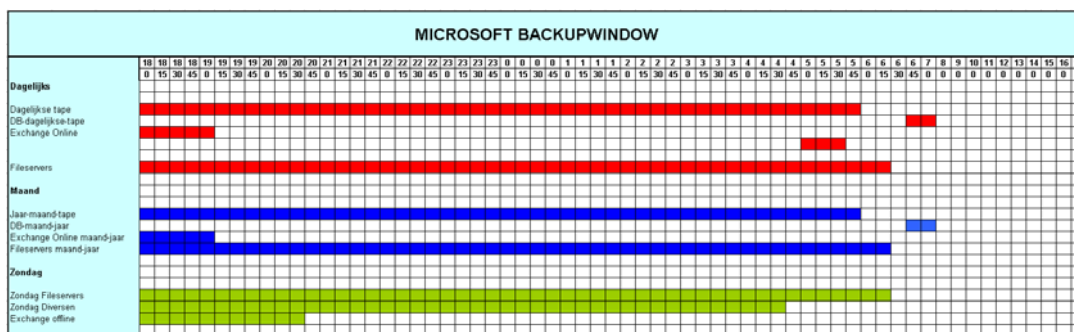 MICROSOFT BACKUPWINDOW
18 18 18 18 19 19 19 19 20 20 20 20 21 21 21 21 22 22 22 22 23 23 23 23 0 0 0 0 1 1 1 1 2 2 2 2 3 3 3 3 4 4 4 4 5 5 5 5 6 6 6 6 7 8 9 10 11 12 13 14 15 16
0 15 30 45 0 15 30 45 0 15 30 45 0 15 30 45 0 15 30 45 0 15 30 45 0 15 30 45 0 15 30 45 0 15 30 45 0 15 30 45 0 15 30 45 0 15 30 45 0 15 30 45 0 0 0 0 0 0 0 0 0 0
Dagelijks
Dagelijkse tape
DB-dagelijkse-tape
Exchange Online
Fileservers
Maand
Jaar-maand-tape
DB-maand-jaar
Exchange Online maand-jaar
Fileservers maand-jaar
Zondag
Zondag Fileservers
Zondag Diversen
Exchange offline